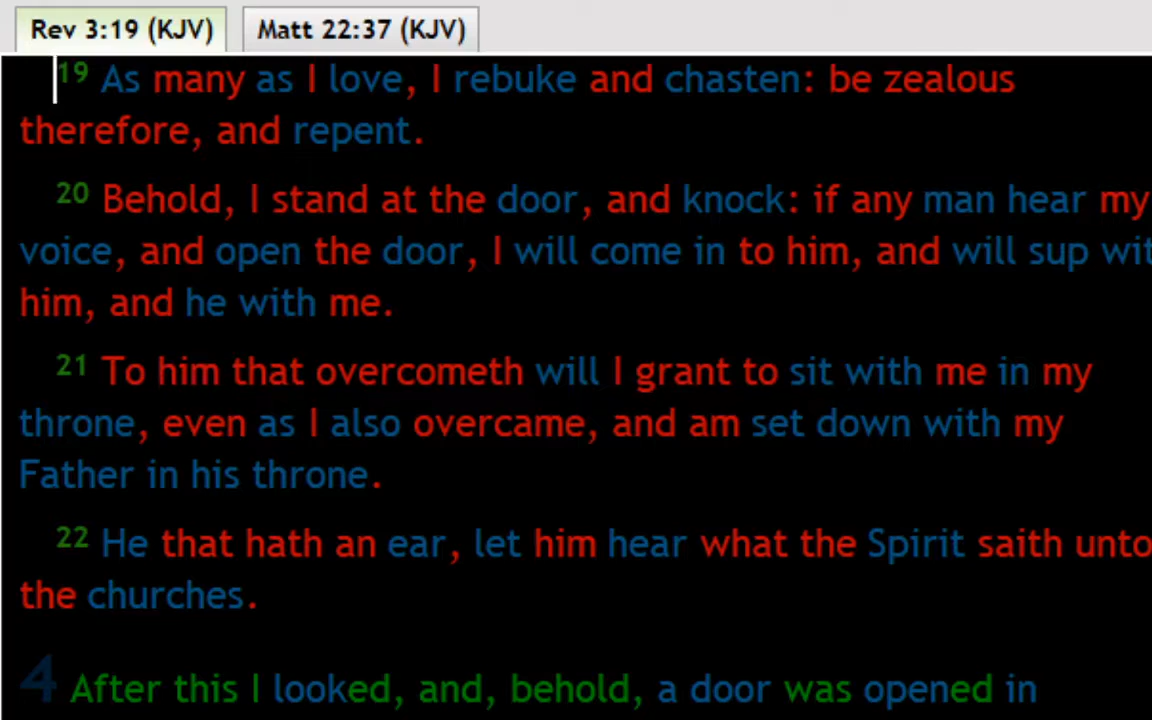 Rev 3:19 (KJV) Matt 22:37 (KJV)
19 As many as I love, I rebuke and chasten: be zealous
therefore, and repent.
20 Behold, I stand at the door, and knock: if any man hear my
voice, and open the door, I will come in to him, and will sup wit
him, and he with me.
21 To him that overcometh will I grant to sit with me in my
throne, even as I also overcame, and am set down with my
Father in his throne.
22 He that hath an ear, let him hear what the Spirit saith unto
the churches.
4 After this I looked, and, behold, a door was opened in